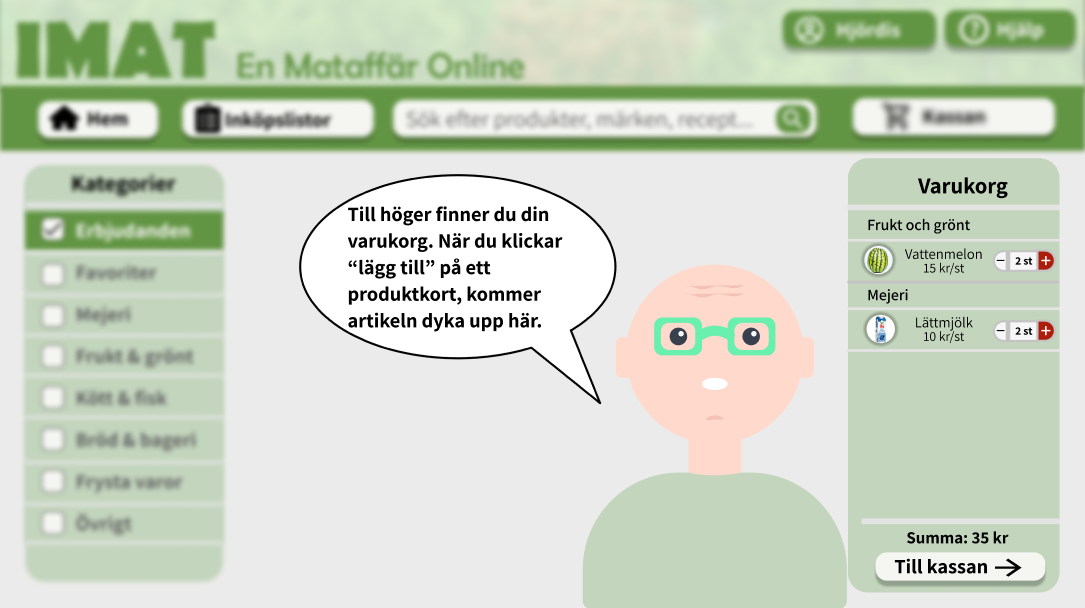 IMAT
En Mataffär Online
Hjördis
Hjälp
Hem
Inköpslistor
Sök efter produkter, märken, recept...
Kassan
Kategorier
Erbjudanden
Favoriter
Mejeri
Frukt & grönt
Kött & fisk
Bröd & bageri
Frysta varor
Övrigt
Till höger finner du din
varukorg. När du klickar
“lägg till” på ett
produktkort, kommer
artikeln dyka upp här.
Varukorg
Frukt och grönt
Vattenmelon
15 kr/st
2 st
Mejeri
Lättmjölk
10 kr/st
2 st
Summa: 35 kr
Till kassan